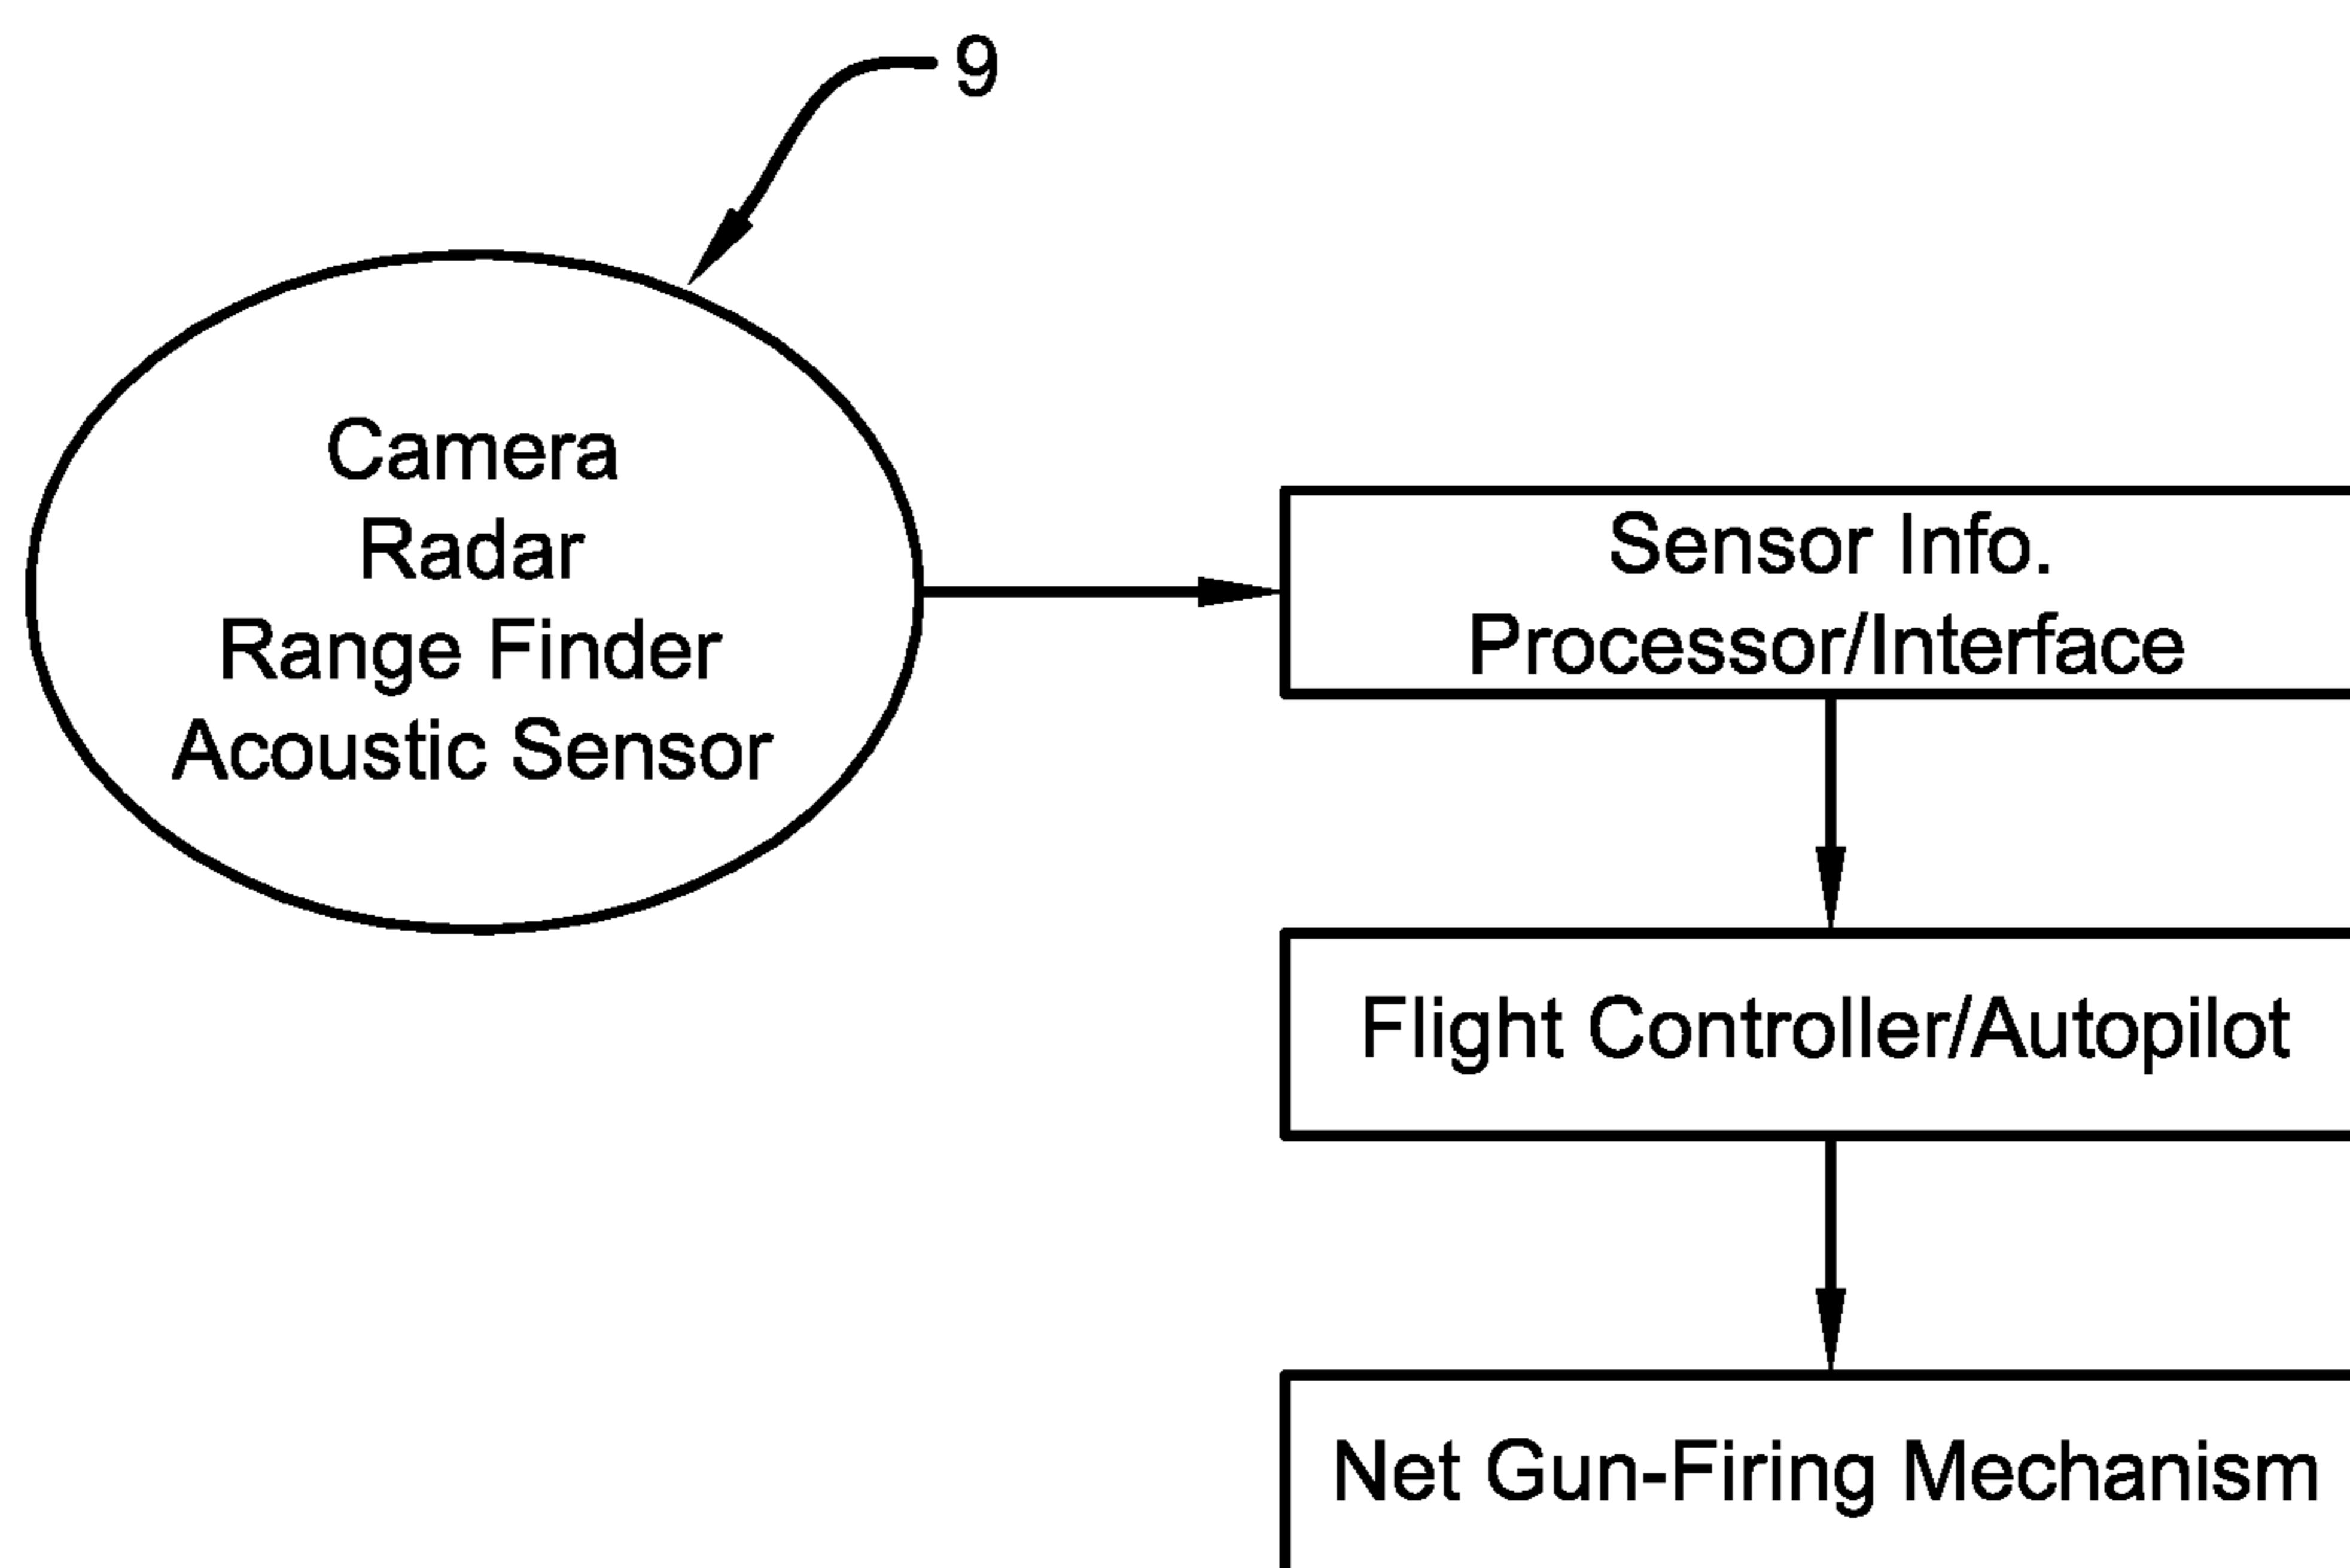 9
Camera
Radar
Range Finder
Acoustic Sensor
Sensor Info.
Processor/Interface
Flight Controller/Autopilot
Net Gun-Firing Mechanism